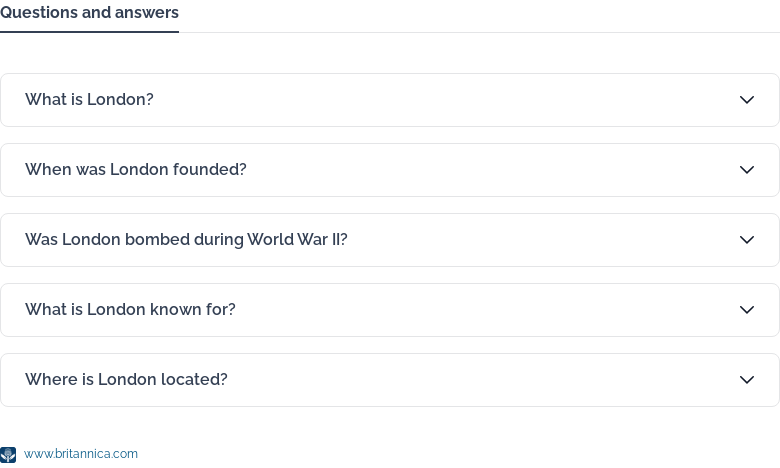 Questions and answers
What is London?
When was London founded?
Was London bombed during World War II?
What is London known for?
Where is London located?
www.britannica.com